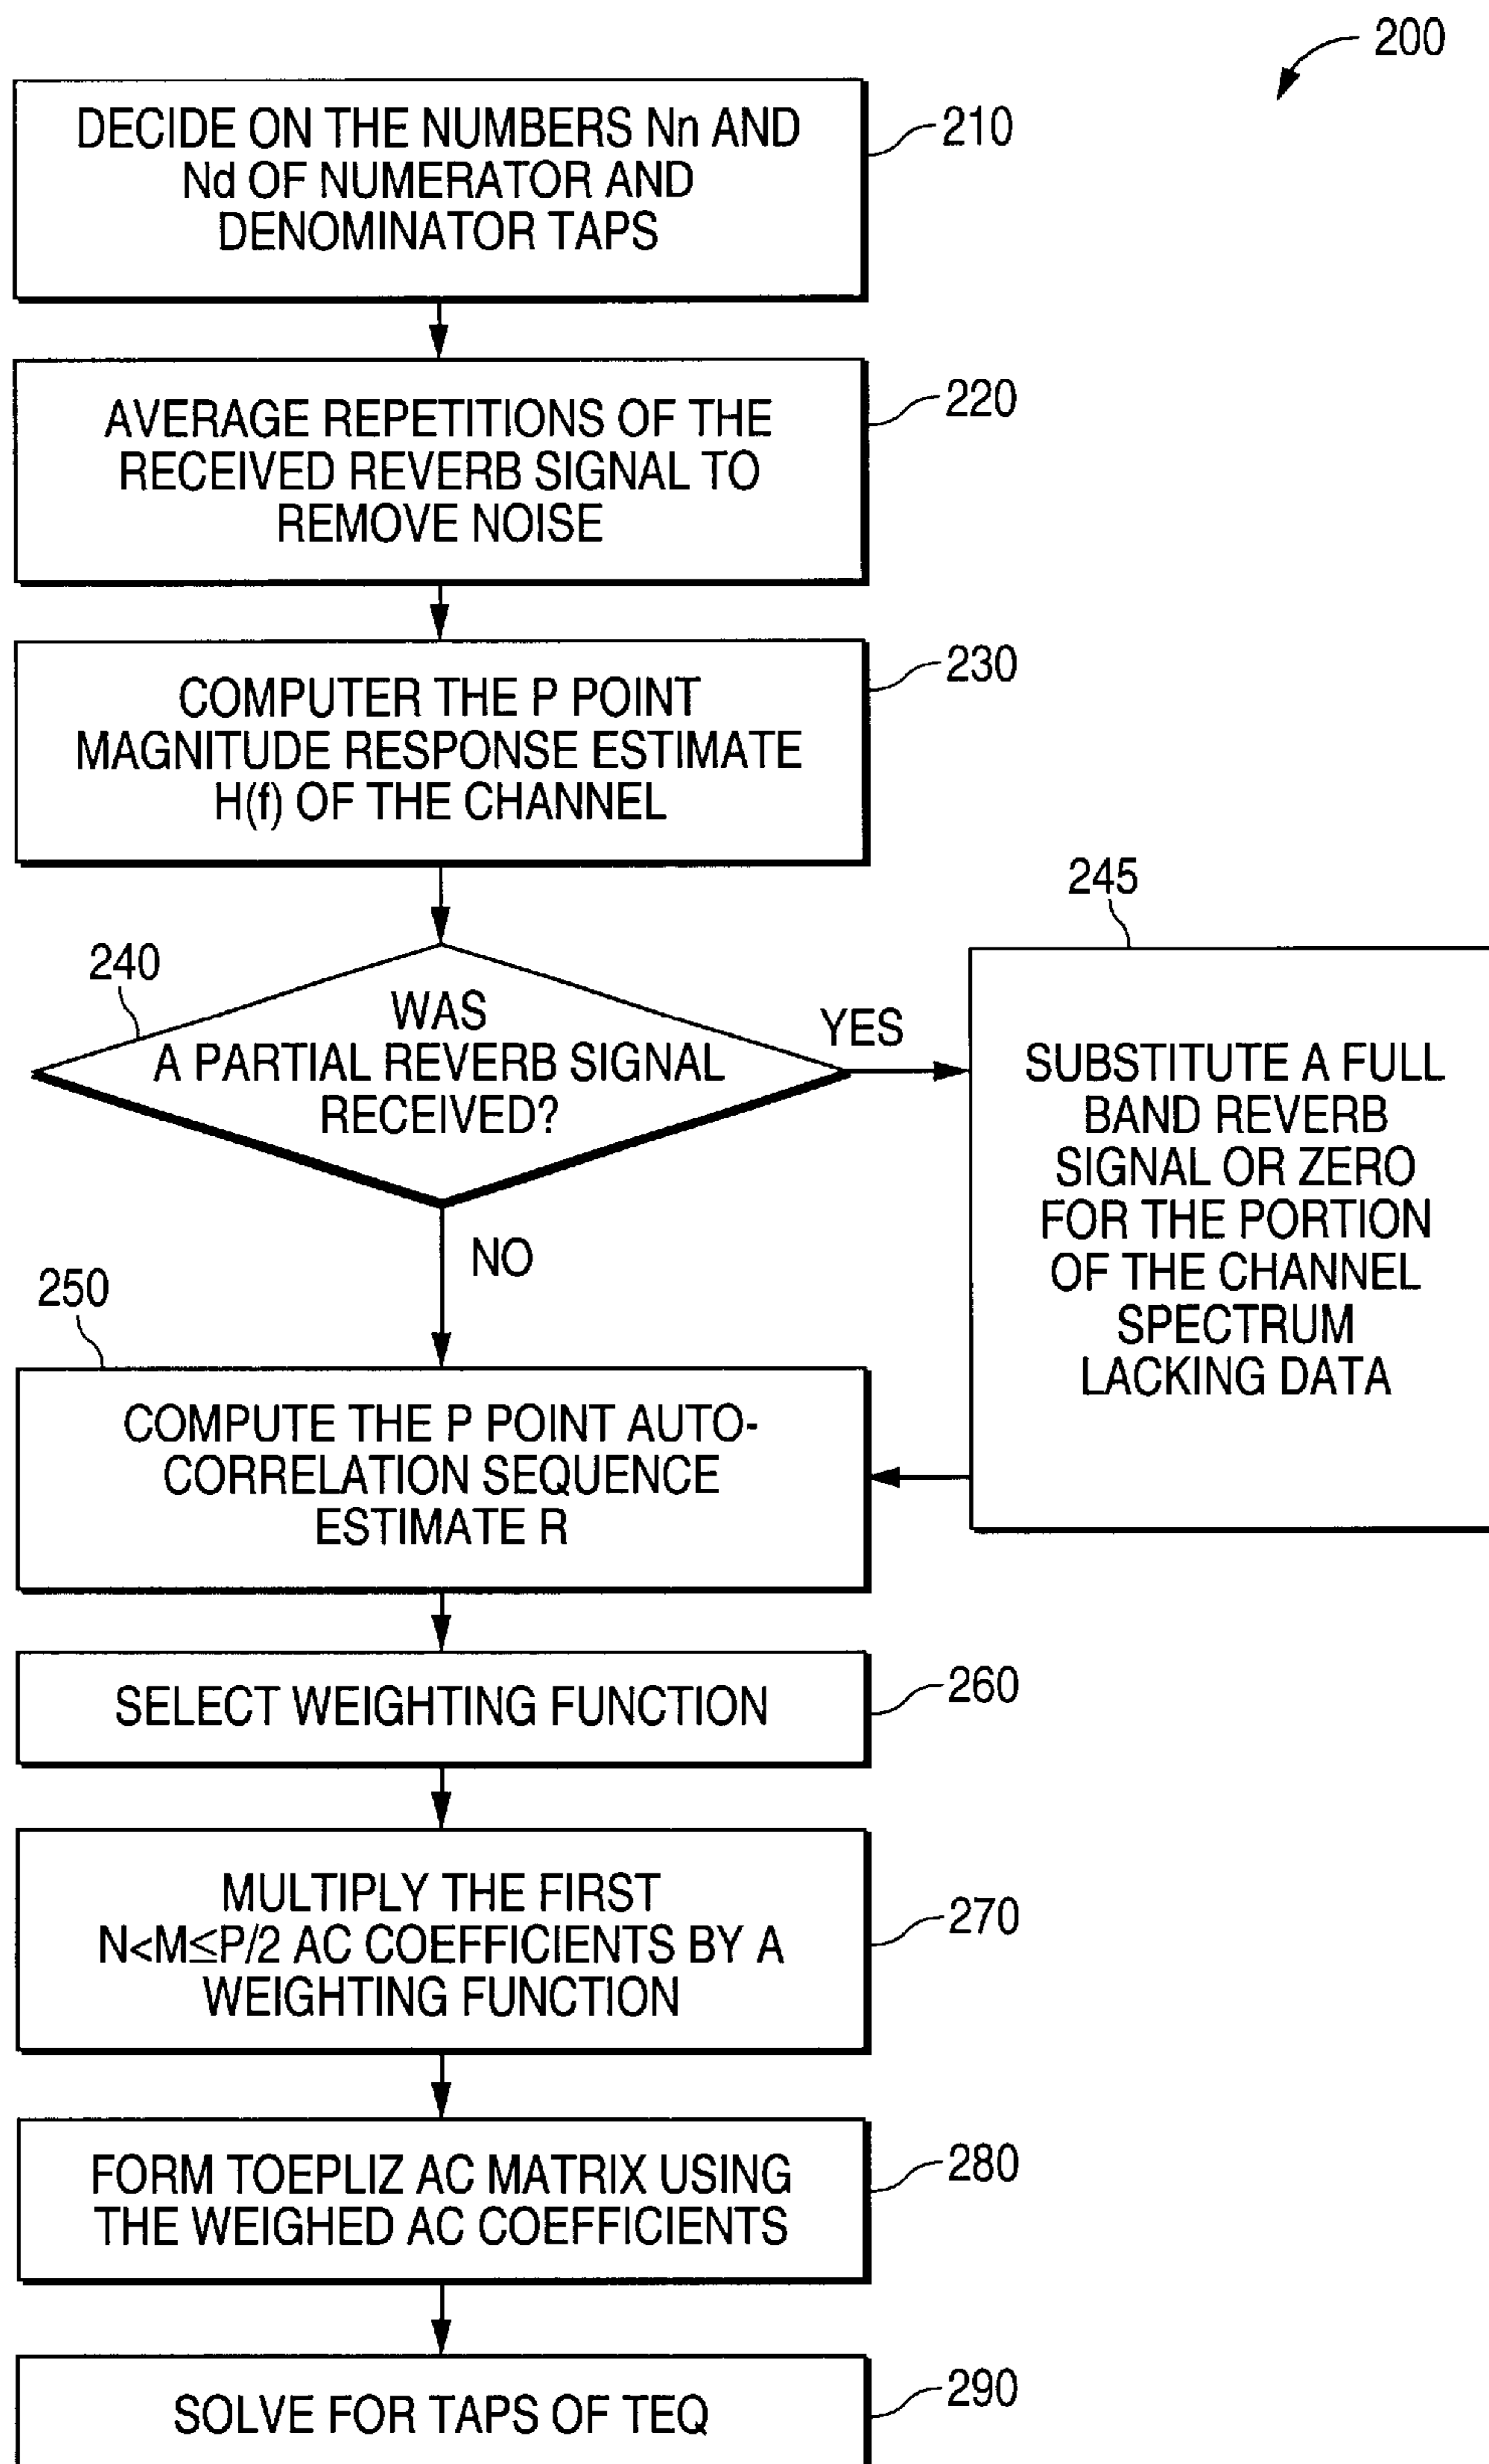 200
DECIDE ON THE NUMBERS Nn AND
Nd OF NUMERATOR AND
DENOMINATOR TAPS
210
AVERAGE REPETITIONS OF THE
RECEIVED REVERB SIGNAL TO
REMOVE NOISE
220
COMPUTER THE P POINT
MAGNITUDE RESPONSE ESTIMATE
H(f) OF THE CHANNEL
230
240
WAS
A PARTIAL REVERB SIGNAL
RECEIVED?
YES
NO
245
SUBSTITUTE A FULL
BAND REVERB
SIGNAL OR ZERO
FOR THE PORTION
OF THE CHANNEL
SPECTRUM
LACKING DATA
250
COMPUTE THE P POINT AUTO-
CORRELATION SEQUENCE
ESTIMATE R
SELECT WEIGHTING FUNCTION
260
MULTIPLY THE FIRST
N<M≤P/2 AC COEFFICIENTS BY A
WEIGHTING FUNCTION
270
FORM TOEPLIZ AC MATRIX USING
THE WEIGHED AC COEFFICIENTS
280
SOLVE FOR TAPS OF TEQ
290